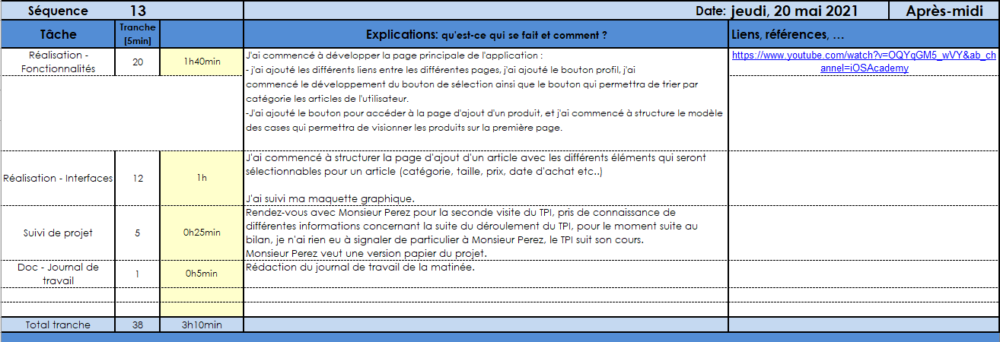 Séquence 13 Date: jeudi, 20 mai 2021 Après-midi
Tâche Tranche [5min] Explications: qu'est-ce qui se fait et comment ? Liens, références, ...
Réalisation -
Fonctionnalités
20
1h40min
J'ai commencé à développer la page principale de l'application :
- j'ai ajouté les différents liens entre les différentes pages, j'ai ajouté le bouton profil, j'ai
commencé le développement du bouton de sélection ainsi que le bouton qui permettra de trier par
catégorie les articles de l'utilisateur.
-J'ai ajouté le bouton pour accéder à la page d'ajout d'un produit, et j'ai commencé à structure le modèle
des cases qui permettra de visionner les produits sur la première page.
https://www.youtube.com/watch?v=OQYqGM5_wVY&ab_ch
annel=iOSAcademy
Réalisation - Interfaces
12
1h
J'ai commencé à structurer la page d'ajout d'un article avec les différents éléments qui seront
sélectionnables pour un article (catégorie, taille, prix, date d'achat etc..)
J'ai suivi ma maquette graphique.
Suivi de projet
5
0h25min
Rendez-vous avec Monsieur Perez pour la seconde visite du TPI, pris de connaissance de
différentes informations concernant la suite du déroulement du TPI, pour le moment suite au
bilan, je n'ai rien eu à signaler de particulier à Monsieur Perez, le TPI suit son cours.
Monsieur Perez veut une version papier du projet.
Doc - Journal de
travail
1
0h5min
Rédaction du journal de travail de la matinée.
Total tranche 38 3h10min